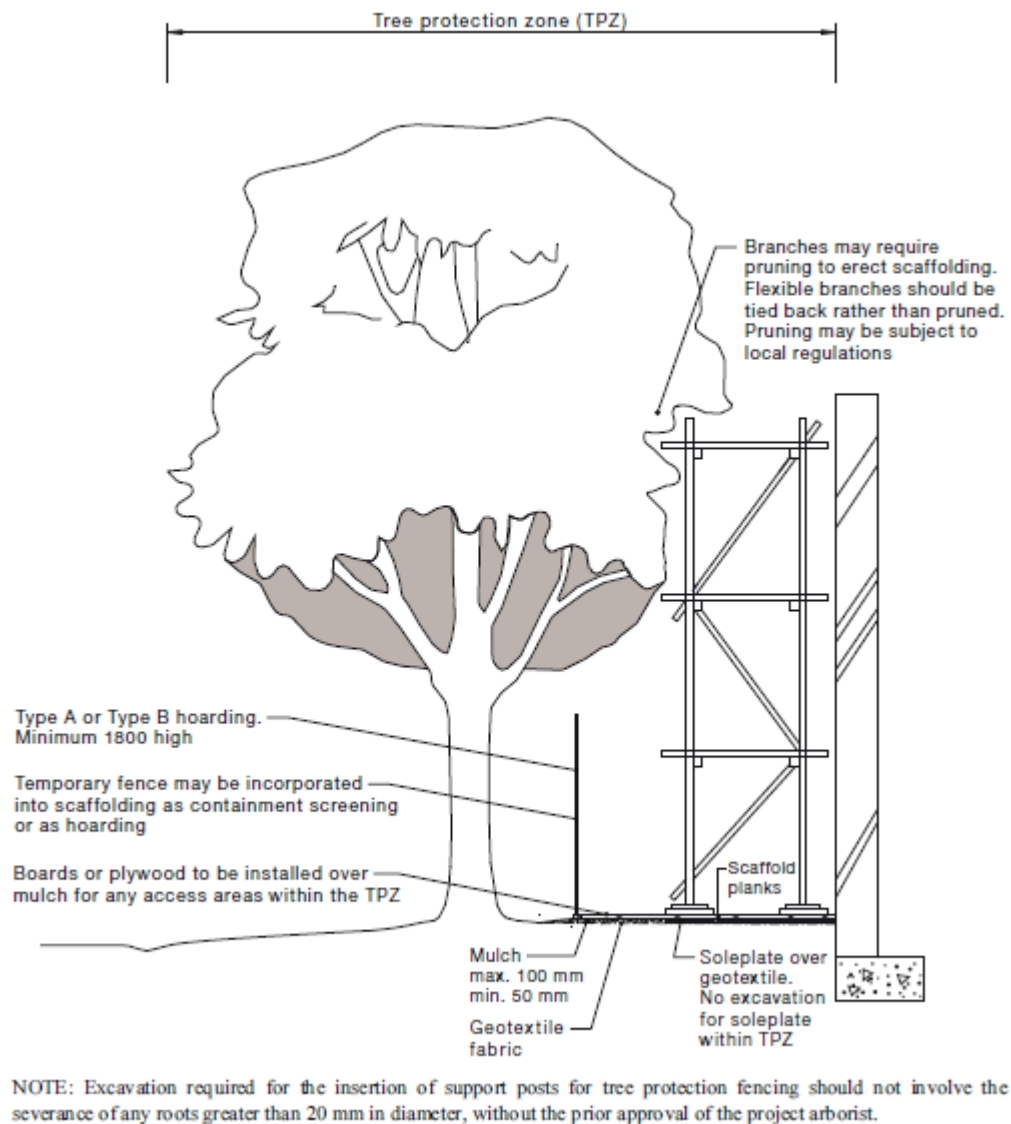 Tree protection zone (TPZ)
Branches may require
pruning to erect scaffolding.
Flexible branches should be
tied back rather than pruned.
Pruning may be subject to
local regulations
Type A or Type B hoarding.
Minimum 1800 high
Temporary fence may be incorporated
into scaffolding as containment screening
or as hoarding
Boards or plywood to be installed over
mulch for any access areas within the TPZ
Scaffold
planks
Mulch
max. 100 mm
min. 50 mm
Geotextile
fabric
Soleplate over
geotextile.
No excavation
for soleplate
within TPZ
NOTE: Excavation required for the insertion of support posts for tree protection fencing should not involve the
severance of any roots greater than 20 mm in diameter, without the prior approval of the project arborist.